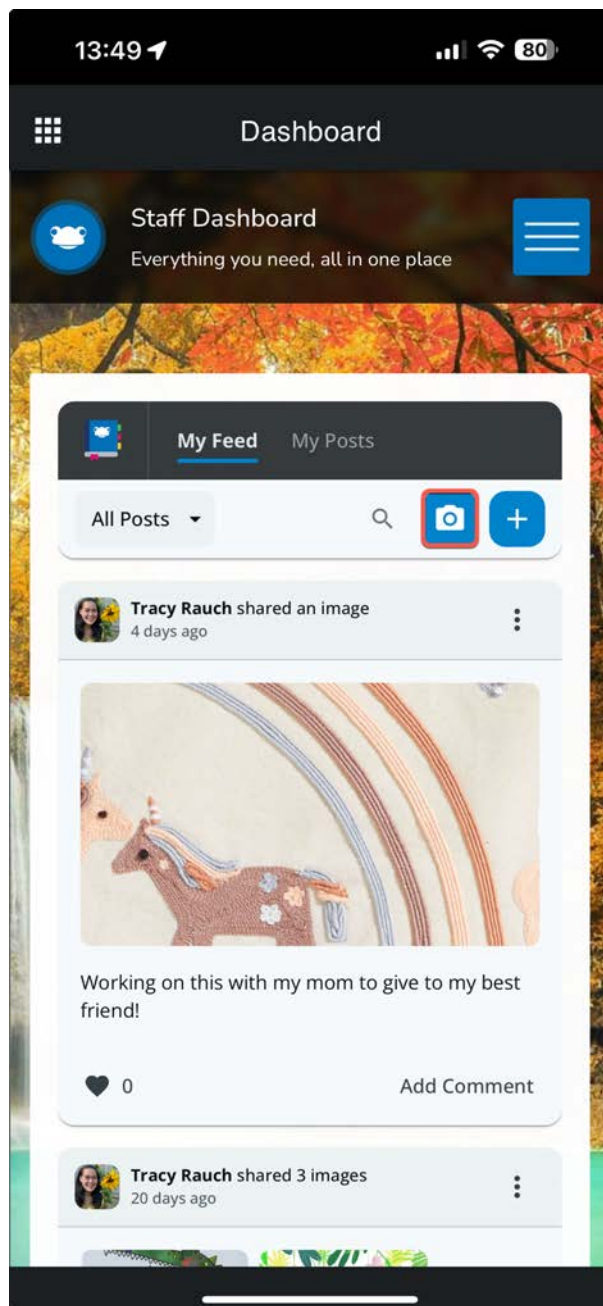 13:49
80
Dashboard
Staff Dashboard
Everything you need, all in one place
My Feed My Posts
All Posts
Tracy Rauch shared an image
4 days ago
Working on this with my mom to give to my best
friend!
0 Add Comment
Tracy Rauch shared 3 images
20 days ago